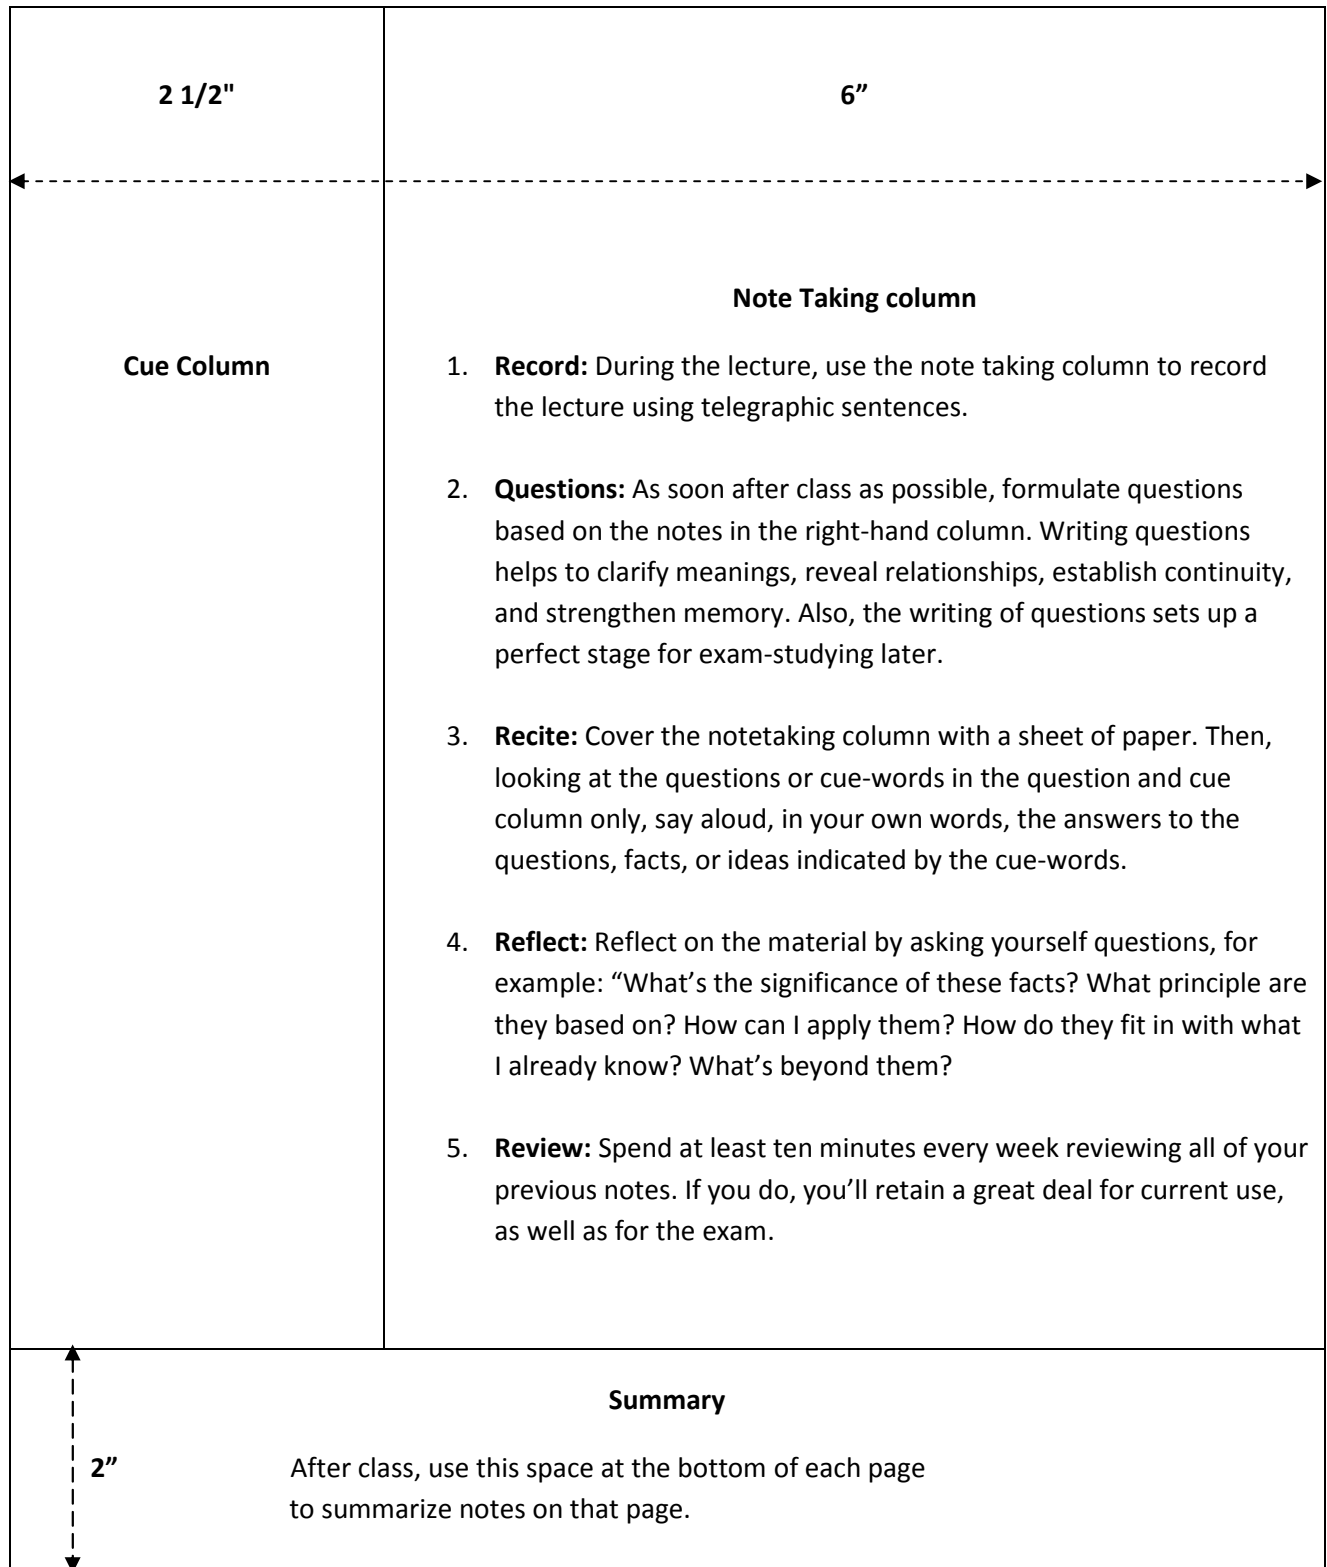 2 1/2" 6”
Note Taking column
Cue Column
1. Record: During the lecture, use the note taking column to record
the lecture using telegraphic sentences.
2. Questions: As soon after class as possible, formulate questions
based on the notes in the right-hand column. Writing questions
helps to clarify meanings, reveal relationships, establish continuity,
and strengthen memory. Also, the writing of questions sets up a
perfect stage for exam-studying later.
3. Recite: Cover the notetaking column with a sheet of paper. Then,
looking at the questions or cue-words in the question and cue
column only, say aloud, in your own words, the answers to the
questions, facts, or ideas indicated by the cue-words.
4. Reflect: Reflect on the material by asking yourself questions, for
example: “What’s the significance of these facts? What principle are
they based on? How can I apply them? How do they fit in with what
I already know? What’s beyond them?
5. Review: Spend at least ten minutes every week reviewing all of your
previous notes. If you do, you’ll retain a great deal for current use,
as well as for the exam.
Summary
2” After class, use this space at the bottom of each page
to summarize notes on that page.